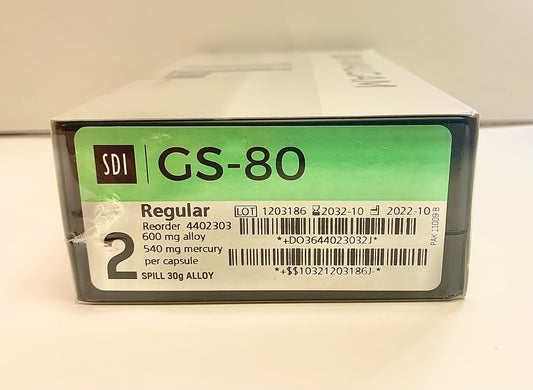 SDI GS-80
Regular
LOT 1203186 2032-10 2022-10
Reorder 4402303
600 mg alloy
*+DO3644023032J*
540 mg mercury
per capsule
2
SPILL 30g ALLOY
*+$$10321203186J-*
PAK 11009 B